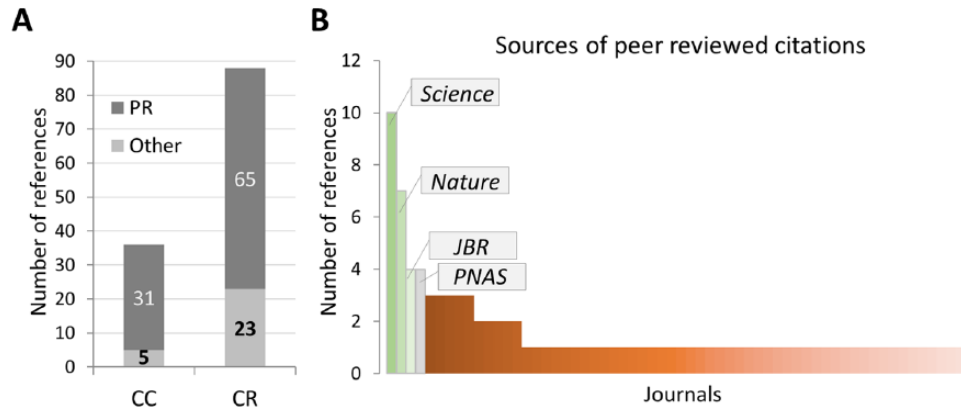 A
Number of references
90
80
70
60
50
40
30
20
10
0
PR
Other
31
5
65
23
CC CR
B
Sources of peer reviewed citations
Number of references
12
10
8
6
4
2
0
Science
Nature
JBR
PNAS
Journals